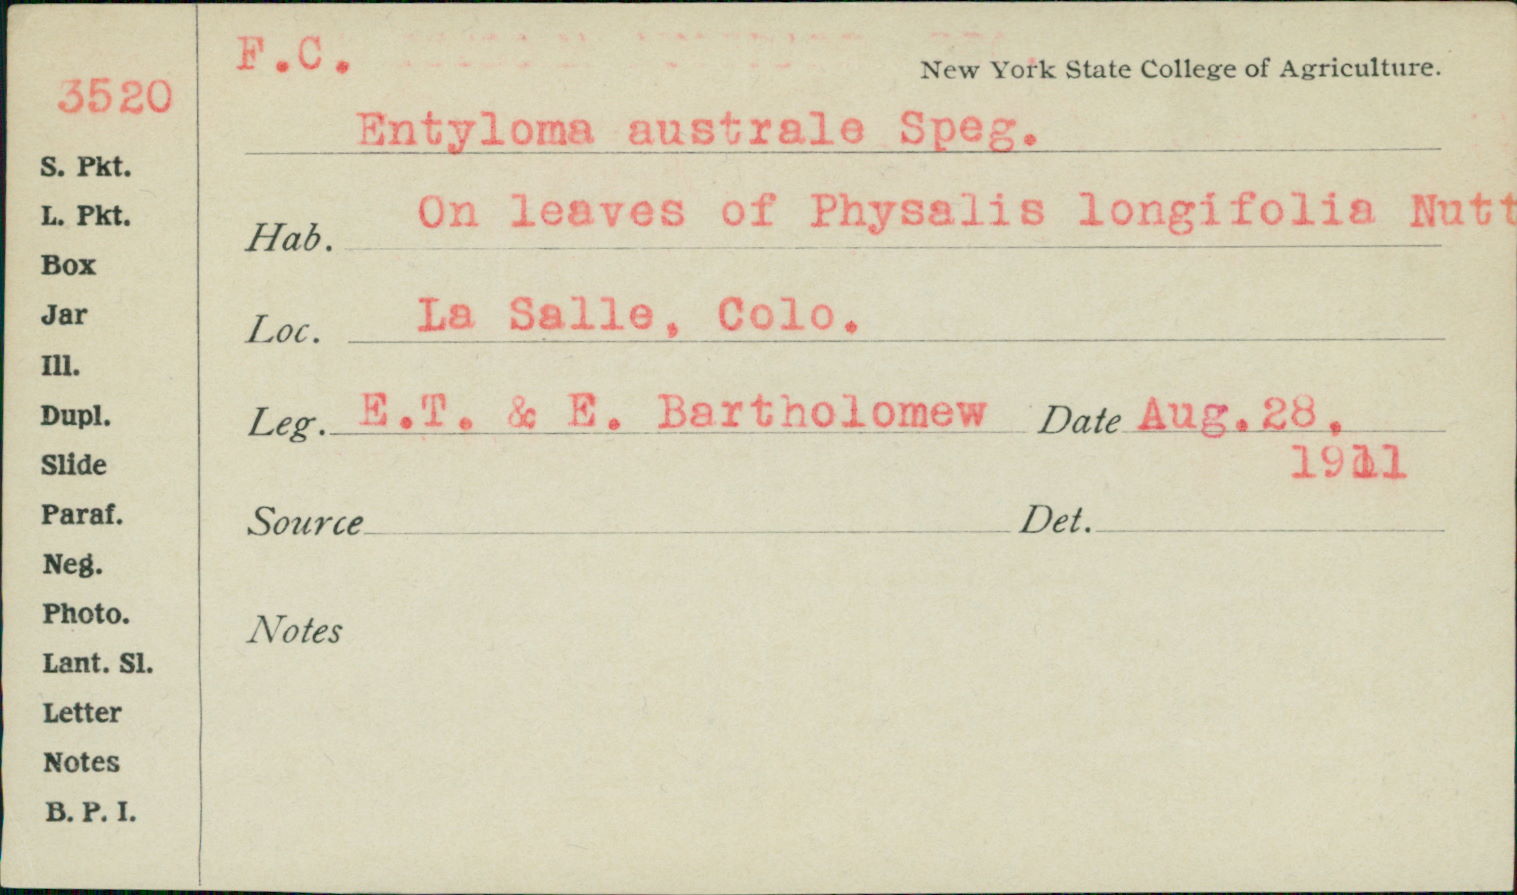 F.C.
New York State College of Agriculture.
3520
Entyloma australe Speg.
Hab. On leaves of Physalis longifolia Nutt
Loc. La Salle, Colo.
Leg. E.T. & E. Bartholomew Date Aug.28,
1911
Source Det.
Notes
S. Pkt.
L. Pkt.
Box
Jar
Ill.
Dupl.
Slide
Paraf.
Neg.
Photo.
Lant. Sl.
Letter
Notes
B. P. I.